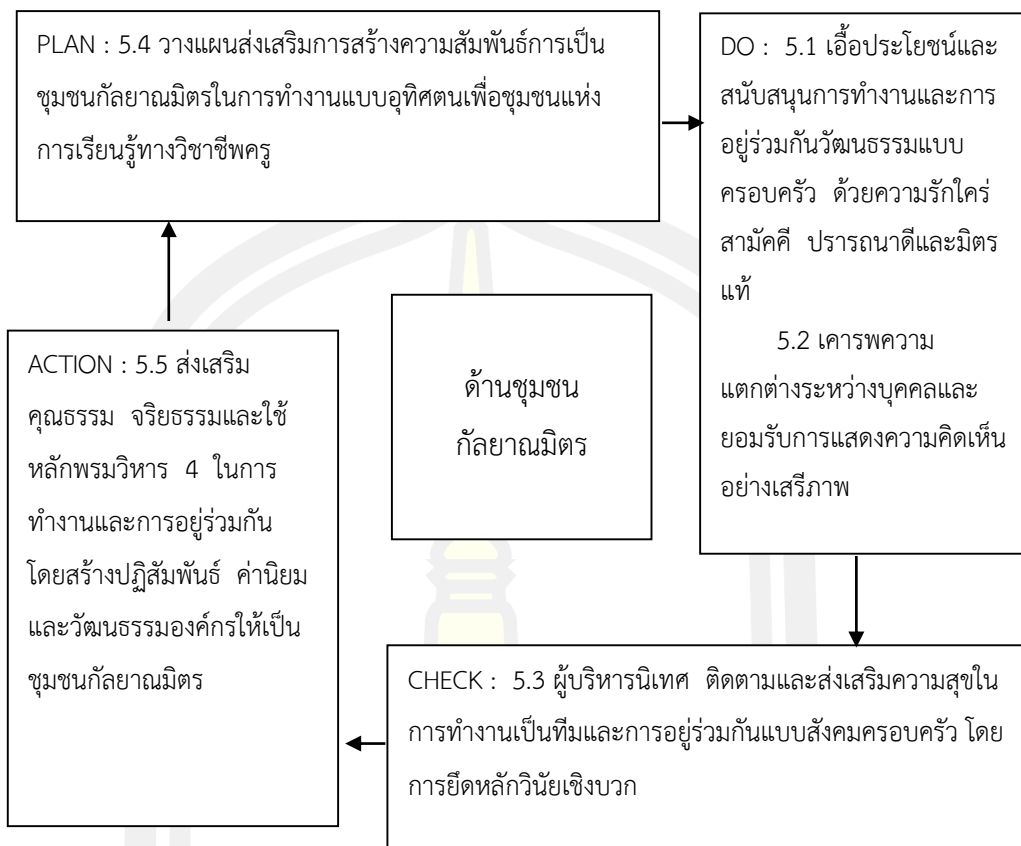 PLAN : 5.4 วางแผนส่งเสริมการสร้างความสัมพันธ์การเป็น
ชุมชนกัลยาณมิตรในการทำงานแบบอุทิศตนเพื่อชุมชนแห่ง
การเรียนรู้ทางวิชาชีพครู
DO : 5.1 เอื้อประโยชน์และ
สนับสนุนการทำงานและการ
อยู่ร่วมกันวัฒนธรรมแบบ
ครอบครัว ด้วยความรักใคร่
สามัคคี ปรารถนาดีและมิตร
แท้
5.2 เคารพความ
แตกต่างระหว่างบุคคลและ
ยอมรับการแสดงความคิดเห็น
อย่างเสรีภาพ
ด้านชุมชน
กัลยาณมิตร
ACTION : 5.5 ส่งเสริม
คุณธรรม จริยธรรมและใช้
หลักพรมวิหาร 4 ในการ
ทำงานและการอยู่ร่วมกัน
โดยสร้างปฏิสัมพันธ์ ค่านิยม
และวัฒนธรรมองค์กรให้เป็น
ชุมชนกัลยาณมิตร
CHECK : 5.3 ผู้บริหารนิเทศ ติดตามและส่งเสริมความสุขใน
การทำงานเป็นทีมและการอยู่ร่วมกันแบบสังคมครอบครัว โดย
การยึดหลักวินัยเชิงบวก